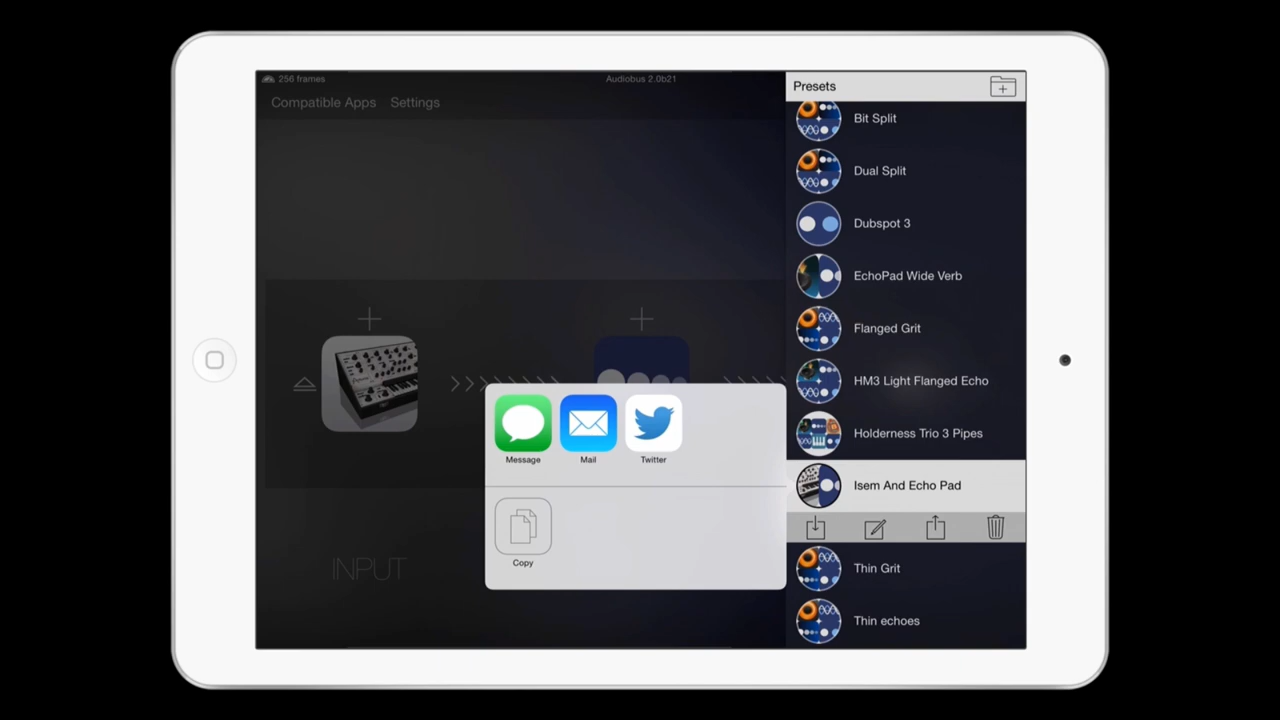 256 frames
Audiobus 2.0b21
Compatible Apps
Settings
INPUT
Message
Mail
Twitter
Copy
Presets
Bit Split
Dual Split
Dubspot 3
EchoPad Wide Verb
Flanged Grit
HM3 Light Flanged Echo
Holderness Trio 3 Pipes
Isem And Echo Pad
Thin Grit
Thin echoes